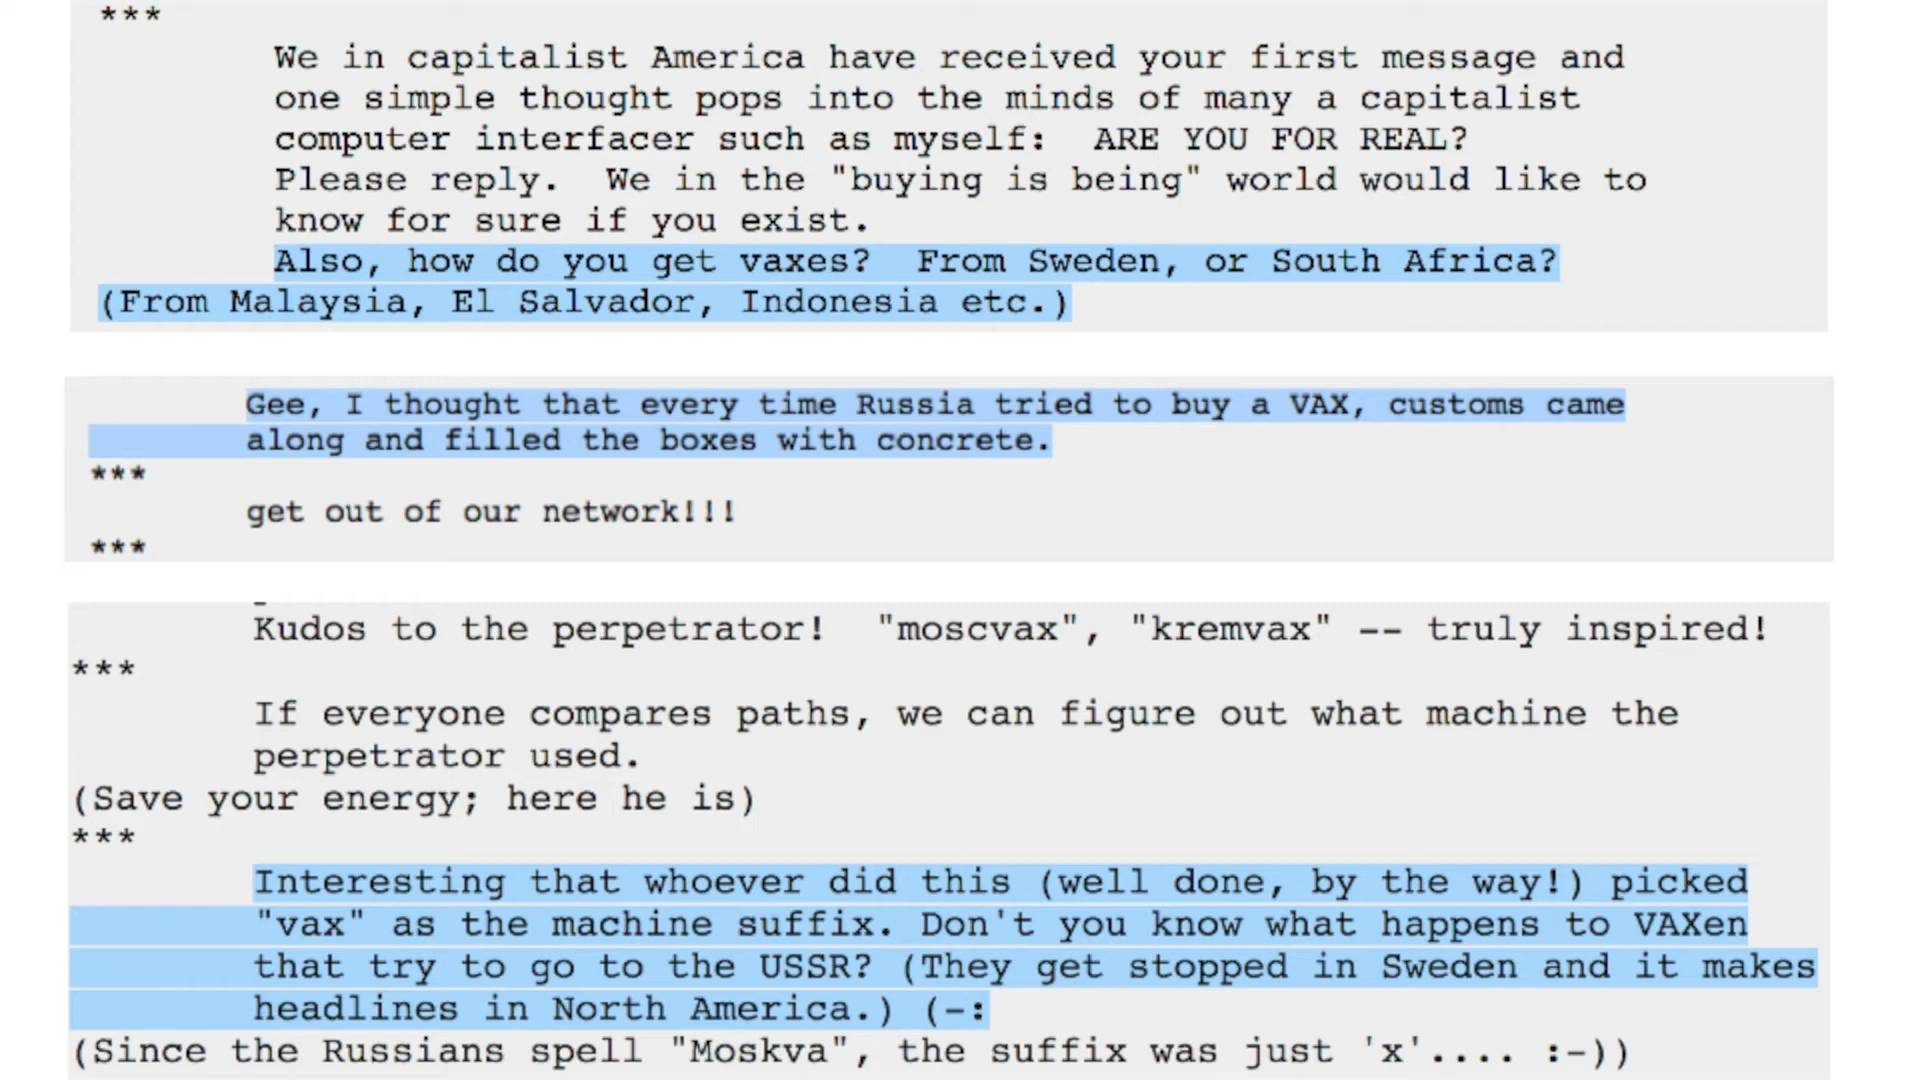 ***
We in capitalist America have received your first message and
one simple thought pops into the minds of many a capitalist
computer interfacer such as myself:  ARE YOU FOR REAL?
Please reply.  We in the "buying is being" world would like to
know for sure if you exist.
Also, how do you get vaxes?  From Sweden, or South Africa?
(From Malaysia, El Salvador, Indonesia etc.)
Gee, I thought that every time Russia tried to buy a VAX, customs came
along and filled the boxes with concrete.
***
get out of our network!!!
***
Kudos to the perpetrator!  "moscvax", "kremvax" -- truly inspired!
***
If everyone compares paths, we can figure out what machine the
perpetrator used.
(Save your energy; here he is)
***
Interesting that whoever did this (well done, by the way!) picked
"vax" as the machine suffix. Don't you know what happens to VAXen
that try to go to the USSR? (They get stopped in Sweden and it makes
headlines in North America.) (-:
(Since the Russians spell "Moskva", the suffix was just 'x'.... :-))